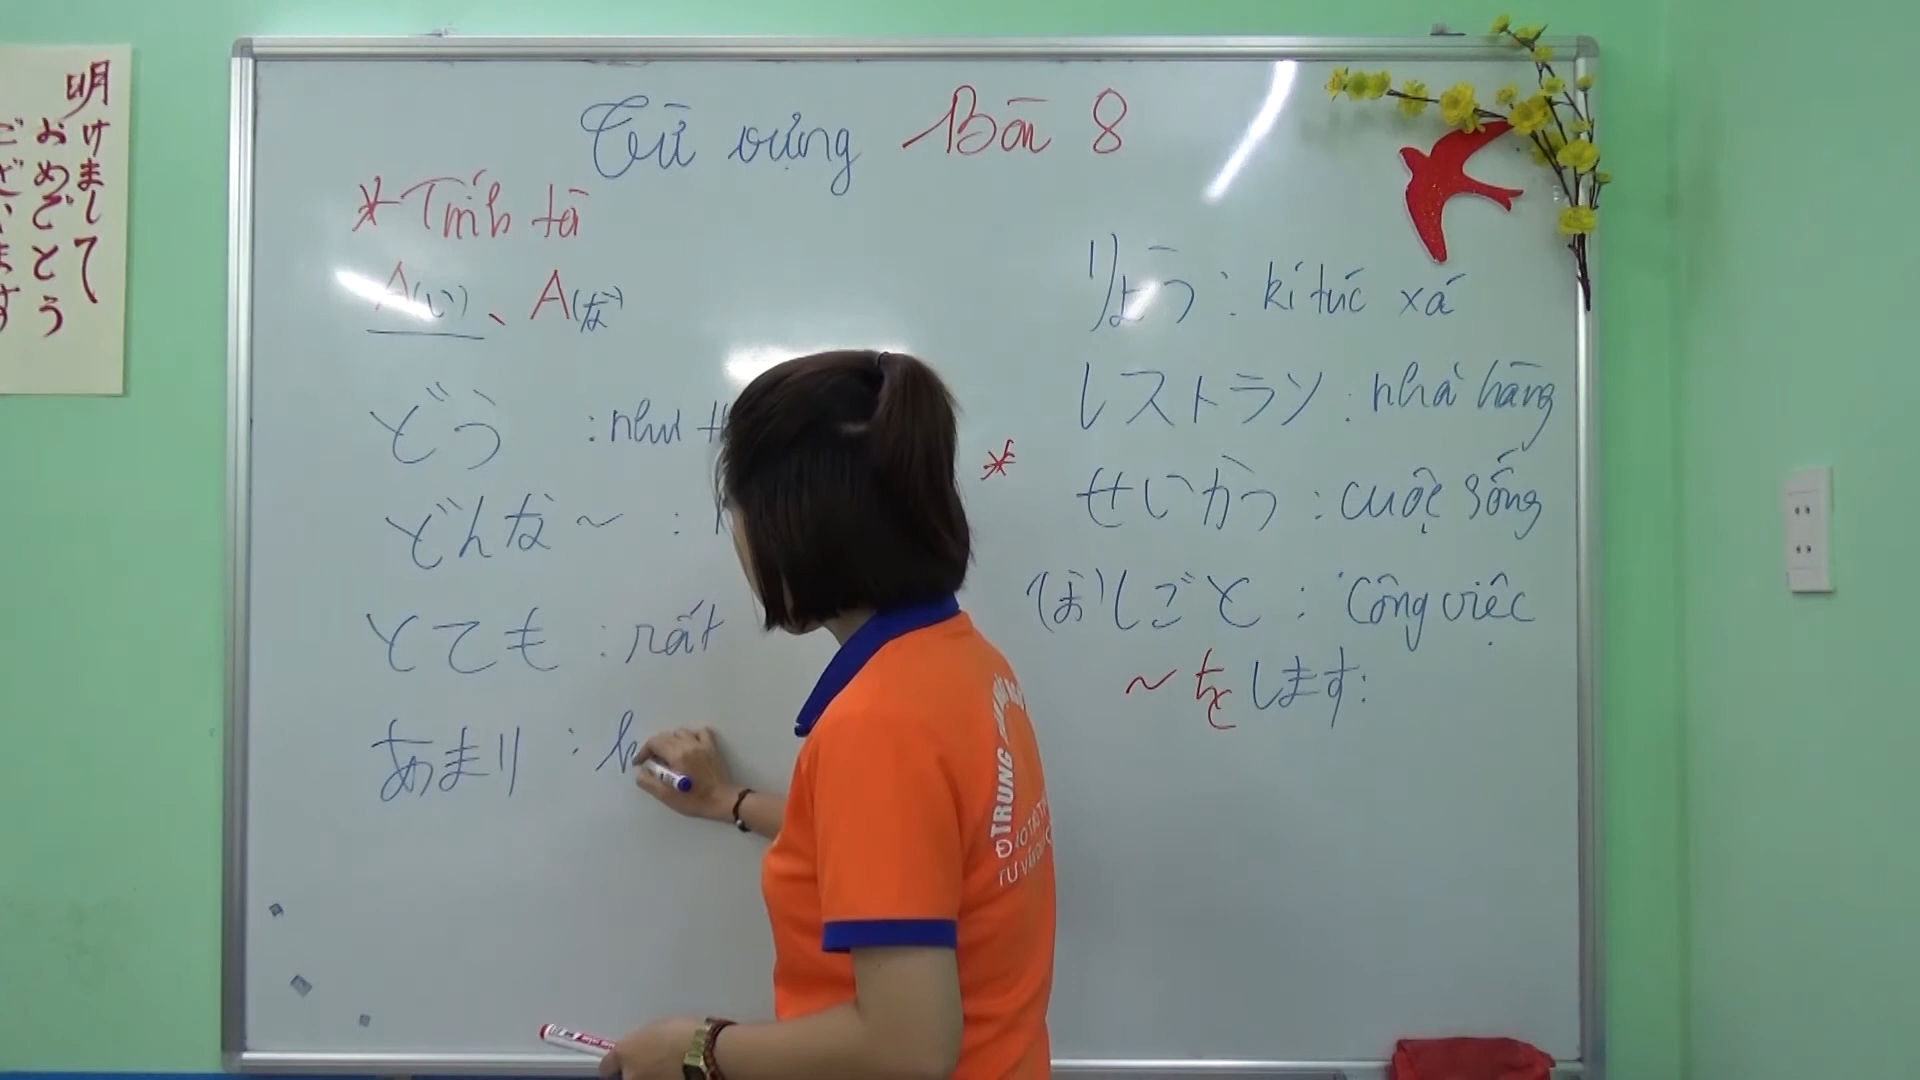 明けまして
おめでとう
ございます
Từ vựng Bài 8
* Tính từ
A(い)、A(な)
どう : như
どんな~ :
とても : rất
あまり :
りょう : kí túc xá
レストラン : nhà hàng
* せいかつ : cuộc sống
(お)しごと : công việc
~をします:
TRUNG